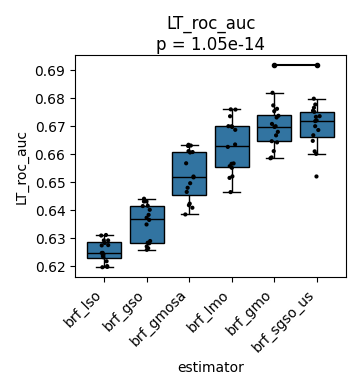 LT_roc_auc
p = 1.05e-14
LT_roc_auc
0.69
0.68
0.67
0.66
0.65
0.64
0.63
0.62
brf_lso
brf_gso
brf_gmosa
brf_lmo
brf_gmo
brf_sgso_us
estimator